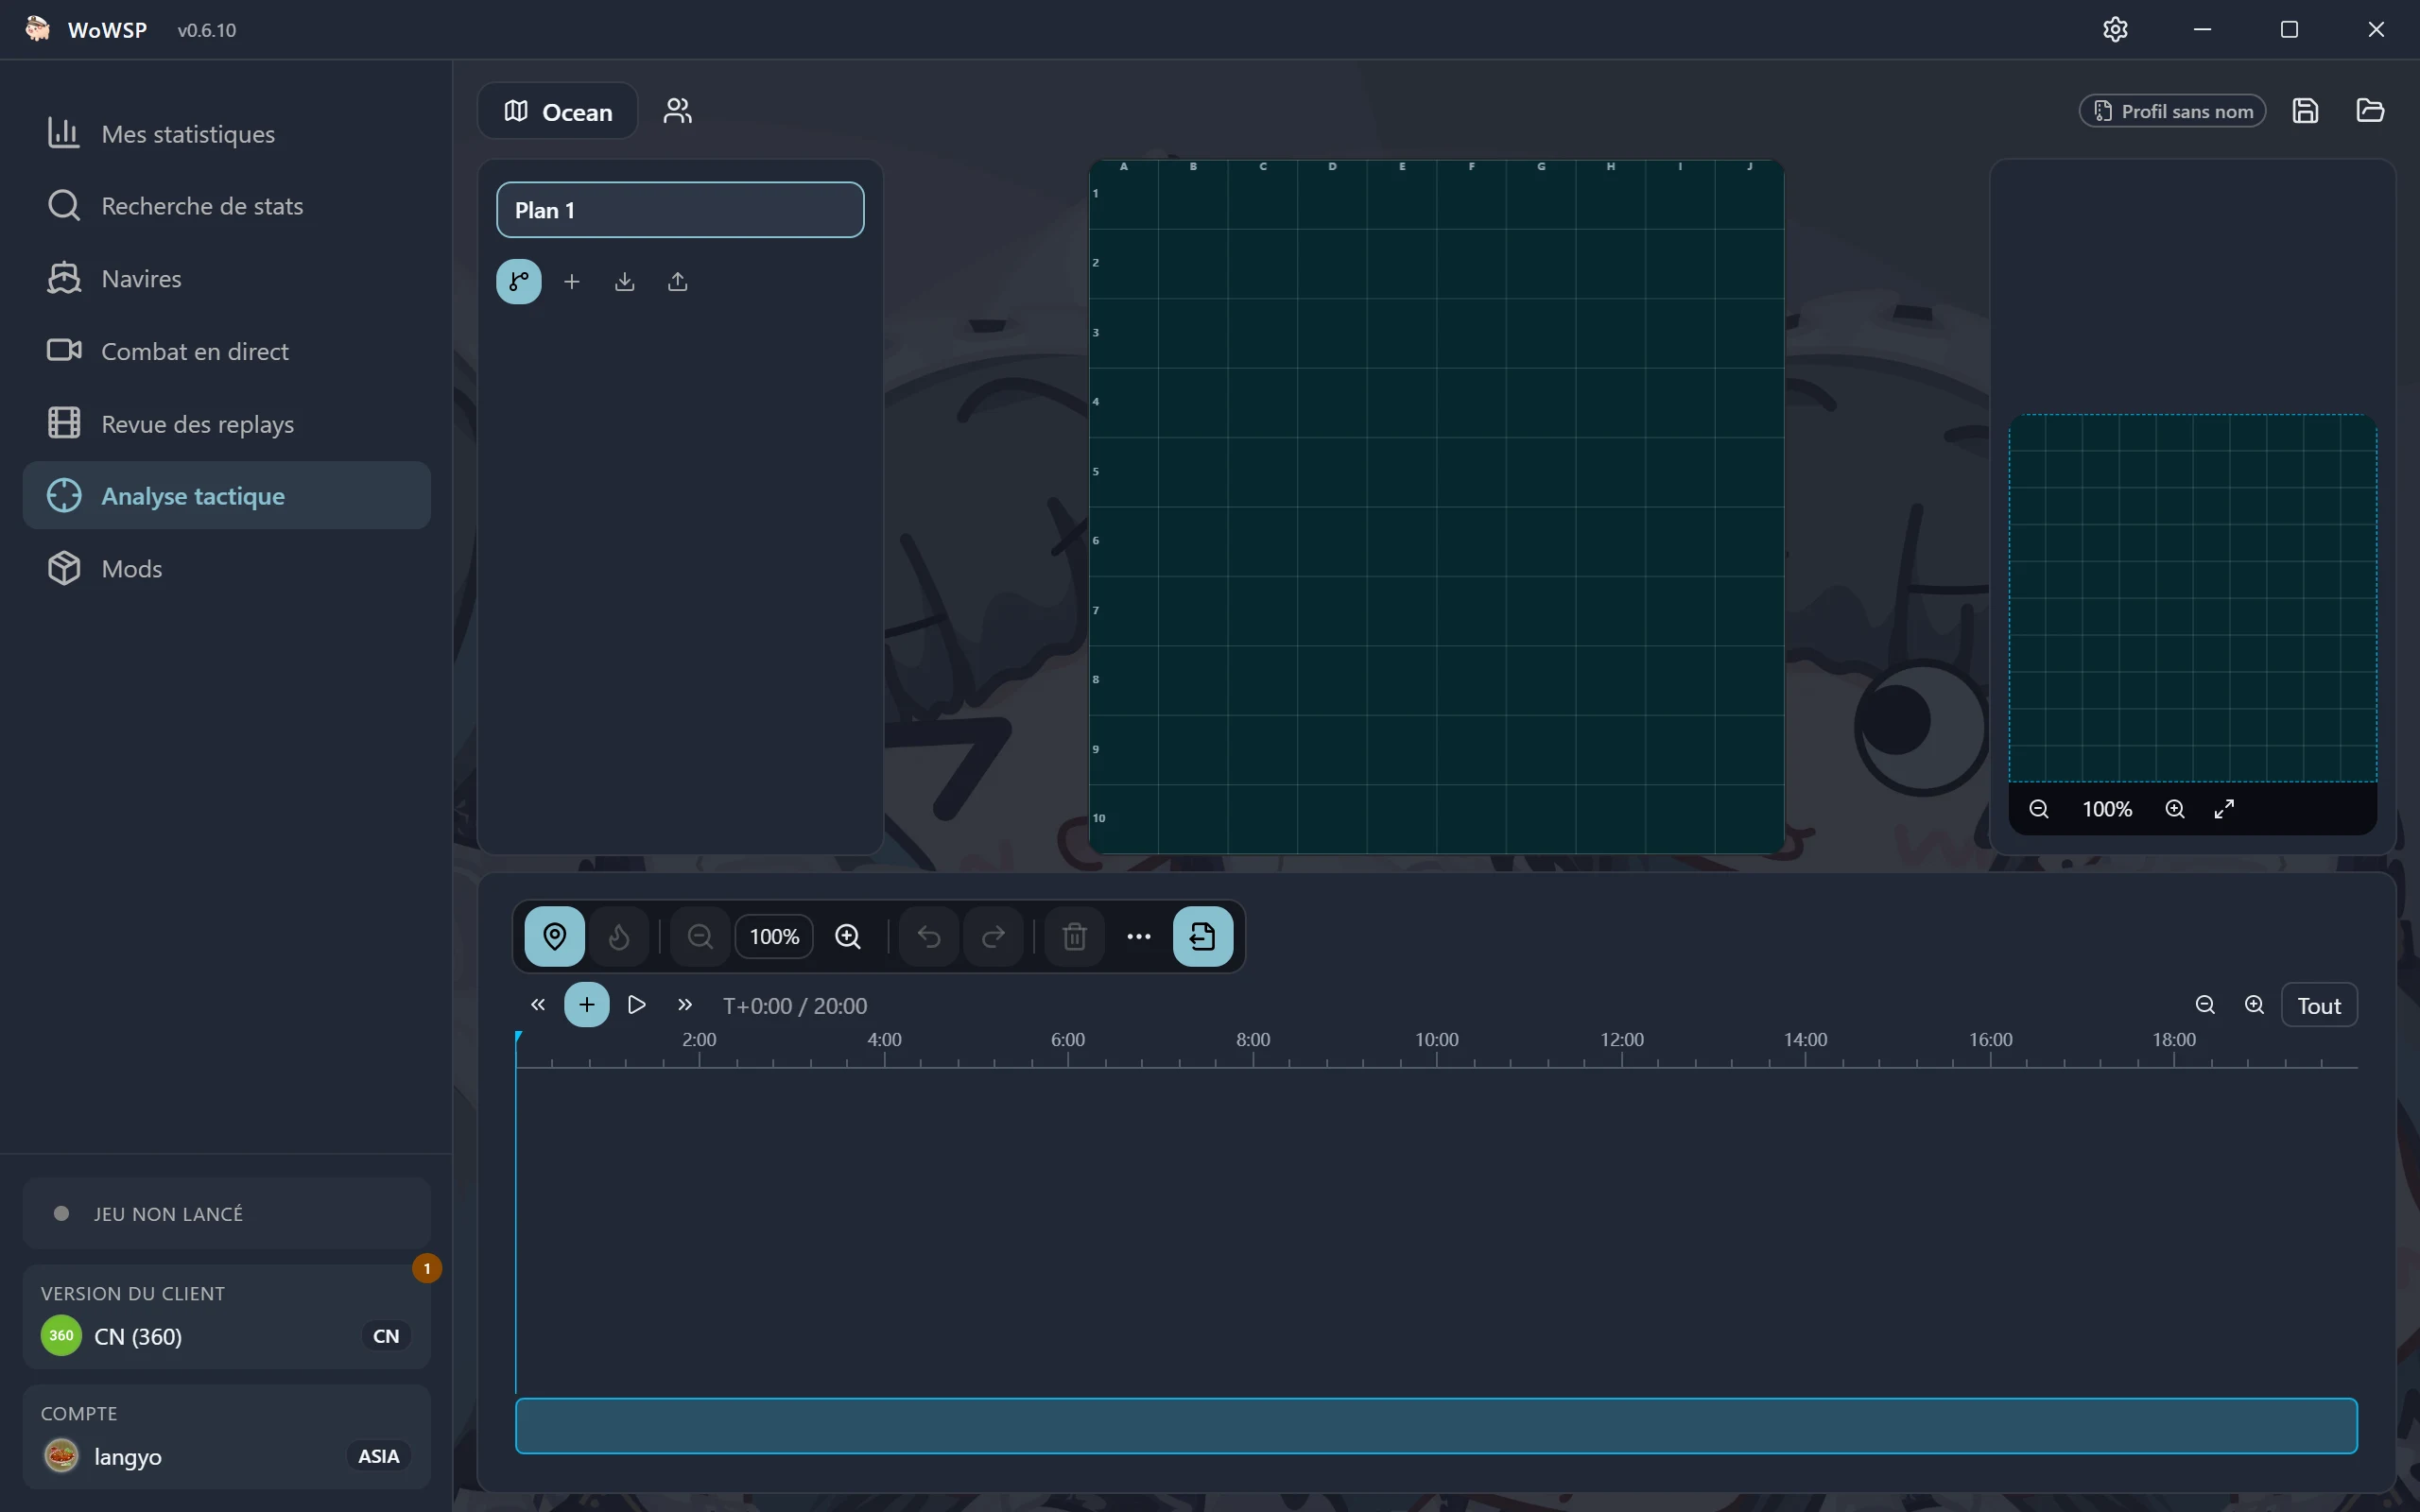 WoWSP v0.6.10
Mes statistiques
Recherche de stats
Navires
Combat en direct
Revue des replays
Analyse tactique
Mods
JEU NON LANCÉ
1
VERSION DU CLIENT
360 CN (360) CN
COMPTE
langyo ASIA
Ocean
Profil sans nom
Plan 1
A B C D E F G H I J
1
2
3
4
5
6
7
8
9
10
100%
100%
T+0:00 / 20:00
Tout
2:00 4:00 6:00 8:00 10:00 12:00 14:00 16:00 18:00